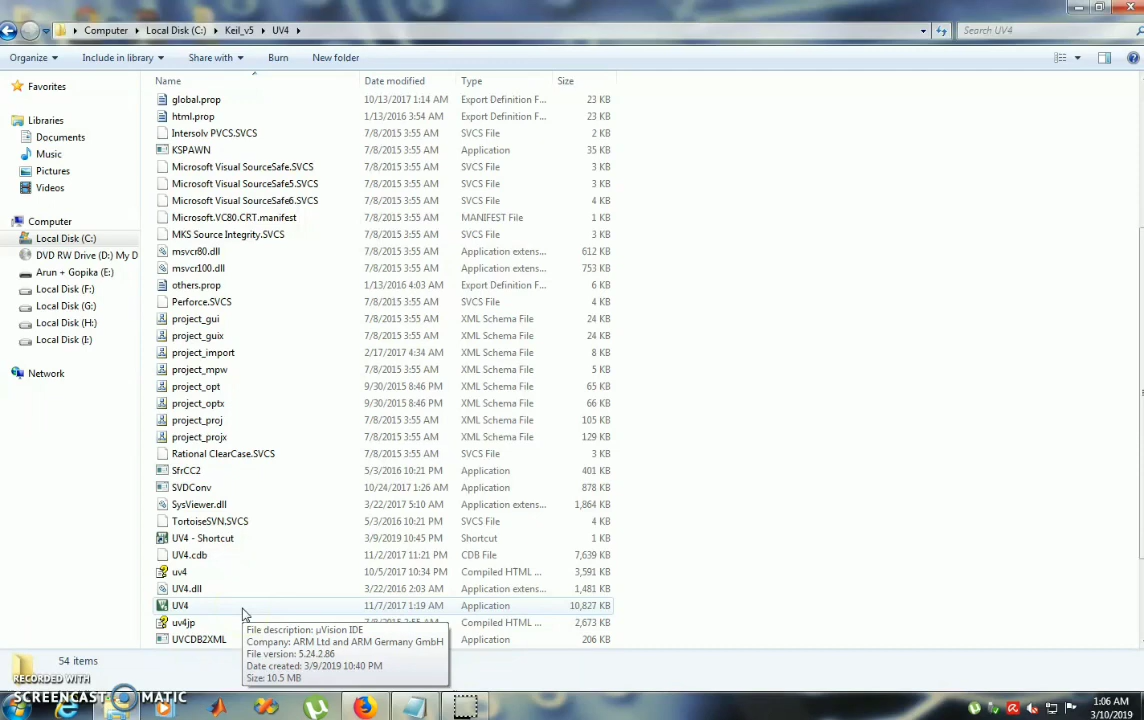 Computer Local Disk (C:) Keil_v5 UV4
Search UV4
Organize Include in library Share with Burn New folder
Name Date modified Type Size
Favorites
Libraries
Documents
Music
Pictures
Videos
Computer
Local Disk (C:)
DVD RW Drive (D:) My D
Arun + Gopika (E:)
Local Disk (F:)
Local Disk (G:)
Local Disk (H:)
Local Disk (I:)
Network
global.prop 10/13/2017 1:14 AM Export Definition F... 23 KB
html.prop 1/13/2016 3:54 AM Export Definition F... 23 KB
Intersolv PVCS.SVCS 7/8/2015 3:55 AM SVCS File 2 KB
KSPAWN 7/8/2015 3:55 AM Application 35 KB
Microsoft Visual SourceSafe.SVCS 7/8/2015 3:55 AM SVCS File 3 KB
Microsoft Visual SourceSafe5.SVCS 7/8/2015 3:55 AM SVCS File 3 KB
Microsoft Visual SourceSafe6.SVCS 7/8/2015 3:55 AM SVCS File 4 KB
Microsoft.VC80.CRT.manifest 7/8/2015 3:55 AM MANIFEST File 1 KB
MKS Source Integrity.SVCS 7/8/2015 3:55 AM SVCS File 3 KB
msvcr80.dll 7/8/2015 3:55 AM Application extens... 612 KB
msvcr100.dll 7/8/2015 3:55 AM Application extens... 753 KB
others.prop 1/13/2016 4:03 AM Export Definition F... 6 KB
Perforce.SVCS 7/8/2015 3:55 AM SVCS File 4 KB
project_gui 7/8/2015 3:55 AM XML Schema File 24 KB
project_guix 7/8/2015 3:55 AM XML Schema File 24 KB
project_import 2/17/2017 4:34 AM XML Schema File 8 KB
project_mpw 7/8/2015 3:55 AM XML Schema File 5 KB
project_opt 9/30/2015 8:46 PM XML Schema File 65 KB
project_optx 9/30/2015 8:46 PM XML Schema File 66 KB
project_proj 7/8/2015 3:55 AM XML Schema File 105 KB
project_projx 7/8/2015 3:55 AM XML Schema File 129 KB
Rational ClearCase.SVCS 7/8/2015 3:55 AM SVCS File 3 KB
SfrCC2 5/3/2016 10:21 PM Application 401 KB
SVDConv 10/24/2017 1:26 AM Application 878 KB
SysViewer.dll 3/22/2017 5:10 AM Application extens... 1,864 KB
TortoiseSVN.SVCS 5/3/2016 10:21 PM SVCS File 4 KB
UV4 - Shortcut 3/9/2019 10:45 PM Shortcut 1 KB
UV4.cdb 11/2/2017 11:21 PM CDB File 7,639 KB
uv4 10/5/2017 10:34 PM Compiled HTML ... 3,591 KB
UV4.dll 3/22/2016 2:03 AM Application extens... 1,481 KB
UV4 11/7/2017 1:19 AM Application 10,827 KB
uv4jp Compiled HTML ... 2,673 KB
UVCDB2XML Application 206 KB
File description: µVision IDE
Company: ARM Ltd and ARM Germany GmbH
File version: 5.24.2.86
Date created: 3/9/2019 10:40 PM
Size: 10.5 MB
54 items
RECORDED WITH
SCREENCAST MATIC
1:06 AM
3/10/2019